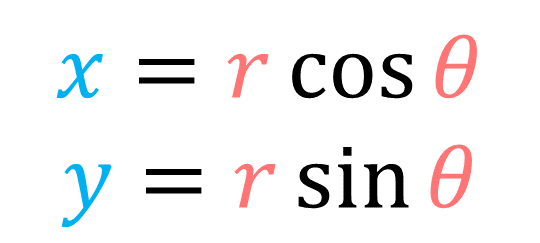 x = r cos θ
y = r sin θ